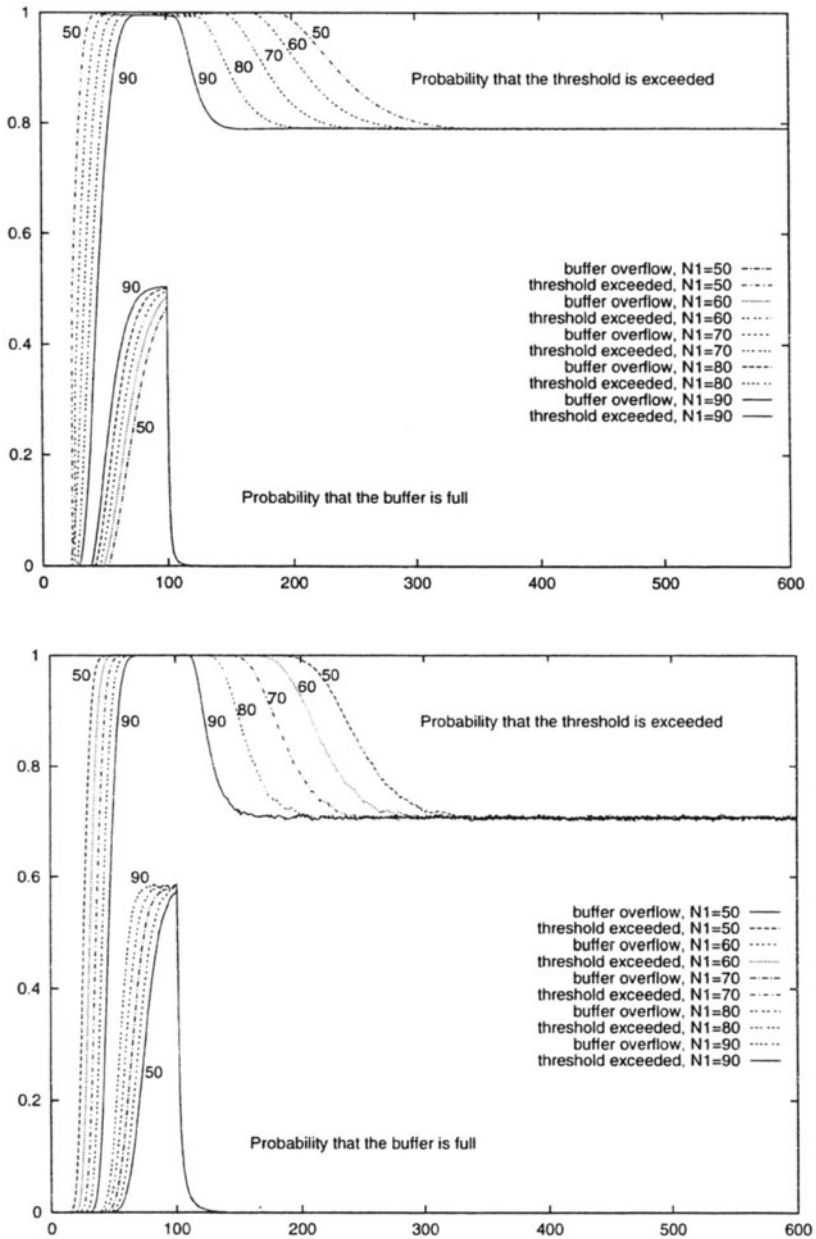 1
50
60
50
70
80
90
90
Probability that the threshold is exceeded
0.8
0.6
buffer overflow, N1=50
threshold exceeded, N1=50
90
buffer overflow, N1=60
threshold exceeded, N1=60
buffer overflow, N1=70
threshold exceeded, N1=70
0.4
buffer overflow, N1=80
threshold exceeded, N1=80
buffer overflow, N1=90
threshold exceeded, N1=90
50
0.2
Probability that the buffer is full
0
0 100 200 300 400 500 600
1
50
50
60
70
80
90
90
Probability that the threshold is exceeded
0.8
0.6
90
buffer overflow, N1=50
threshold exceeded, N1=50
buffer overflow, N1=60
threshold exceeded, N1=60
buffer overflow, N1=70
0.4
threshold exceeded, N1=70
buffer overflow, N1=80
threshold exceeded, N1=80
buffer overflow, N1=90
threshold exceeded, N1=90
50
0.2
Probability that the buffer is full
0
0 100 200 300 400 500 600